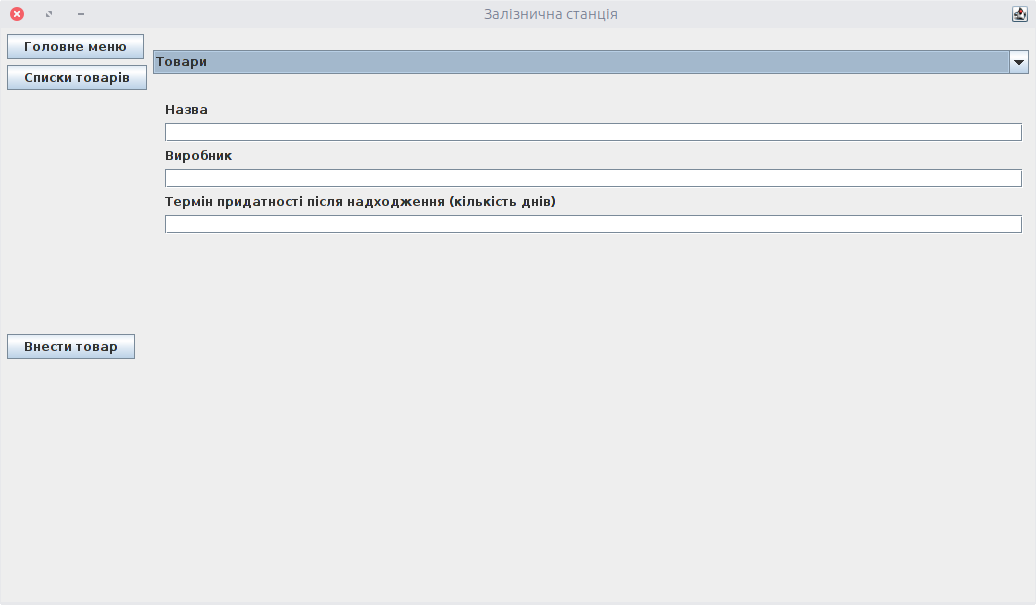 Залізнична станція
Головне меню
Списки товарів
Товари
Назва
Виробник
Термін придатності після надходження (кількість днів)
Внести товар